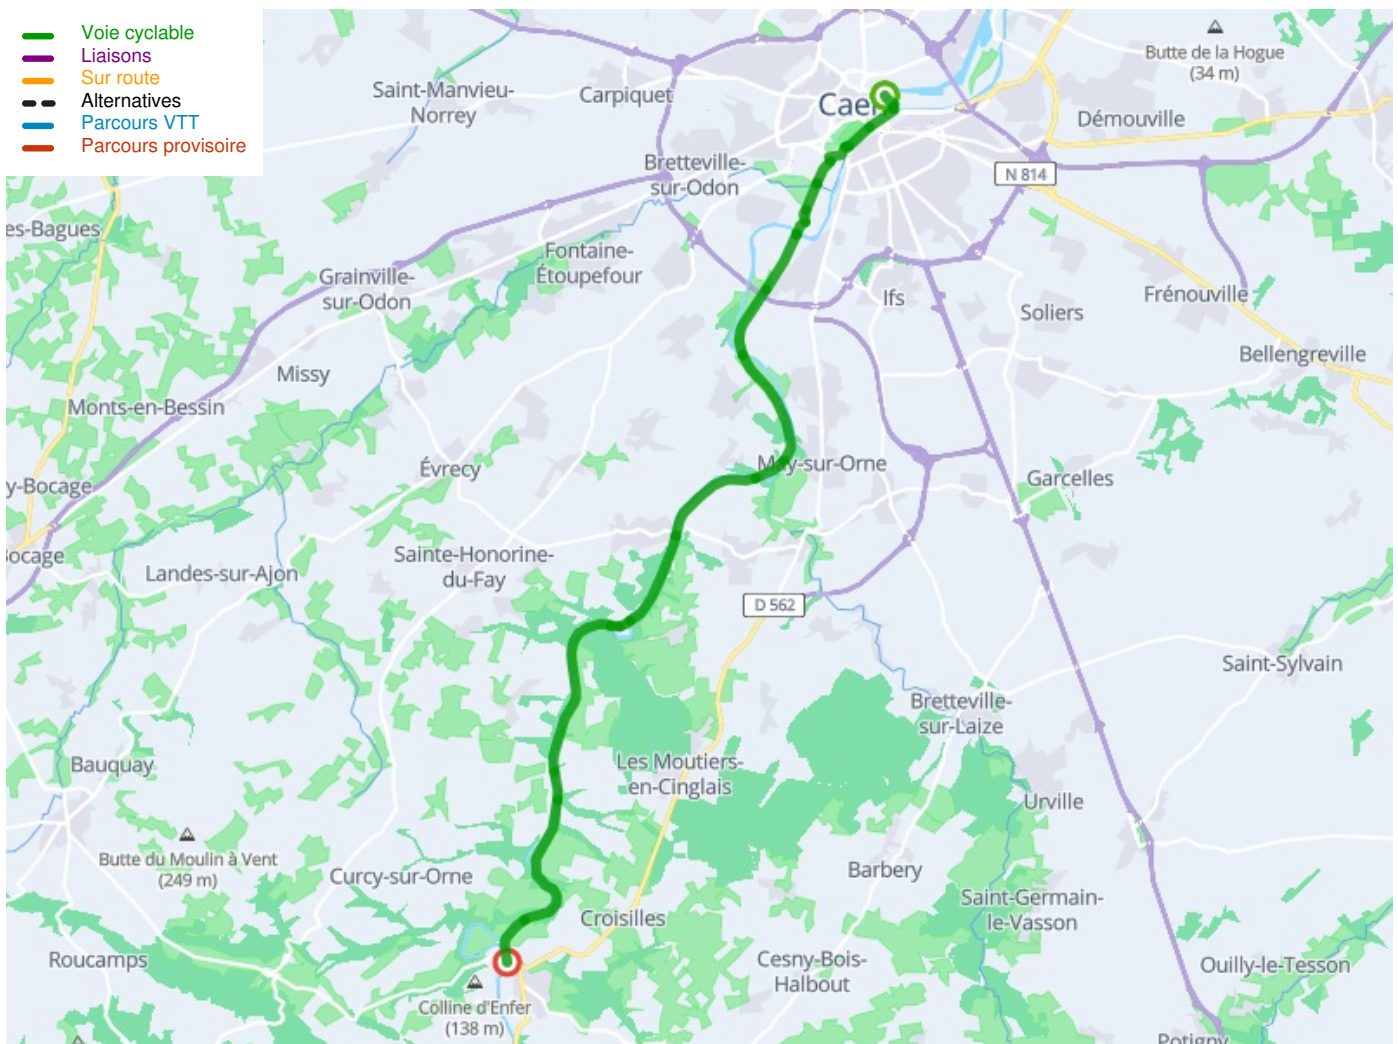 Voie cyclable
Liaisons
Sur route
Alternatives
Parcours VTT
Parcours provisoire
Butte de la Hogue
(34 m)
Saint-Manvieu-
Norrey
Carpiquet
Caen
Démouville
Bretteville-
sur-Odon
N 814
es-Bagues
Fontaine-
Étoupefour
Grainville-
sur-Odon
Ifs
Frénouville
Soliers
Bellengreville
Missy
Monts-en-Bessin
May-sur-Orne
Évrecy
Garcelles
y-Bocage
Bocage
Sainte-Honorine-
du-Fay
Landes-sur-Ajon
D 562
Saint-Sylvain
Bretteville-
sur-Laize
Bauquay
Les Moutiers-
en-Cinglais
Urville
Butte du Moulin à Vent
(249 m)
Curcy-sur-Orne
Barbery
Saint-Germain-
le-Vasson
Croisilles
Roucamps
Cesny-Bois-
Halbout
Ouilly-le-Tesson
Colline d'Enfer
(138 m)
Potigny